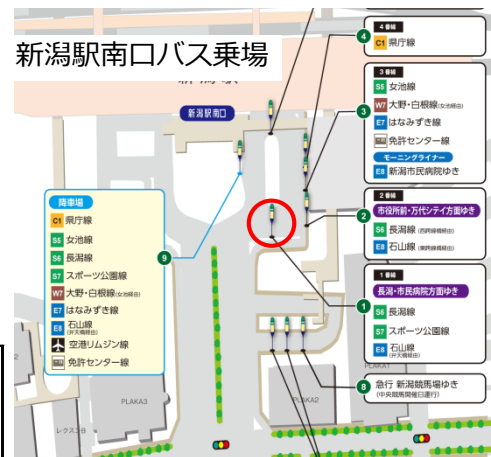 新潟駅南口バス乗場
新潟駅南口
4 番線
4
C1 県庁線
3 番線
S5 女池線
W7 大野・白根線(女池線経由)
3
E7 はなみずき線
免許センター線
モーニングライナー
E8 新潟市民病院ゆき
2 番線
市役所前・万代シテイ方面ゆき
2
S6 長潟線
E8 石山線
1 番線
長潟・市民病院方面ゆき
1
S6 長潟線
S7 スポーツ公園線
E8 石山線
(弁天橋経由)
8
急行 新潟競馬場ゆき
(中央競馬開催日運行)
降車場
C1 県庁線
S5 女池線
S6 長潟線
9
S7 スポーツ公園線
W7 大野・白根線(女池線経由)
E7 はなみずき線
E8 石山線
(弁天橋経由)
空港リムジン線
免許センター線
PLAKA1
PLAKA2
PLAKA3